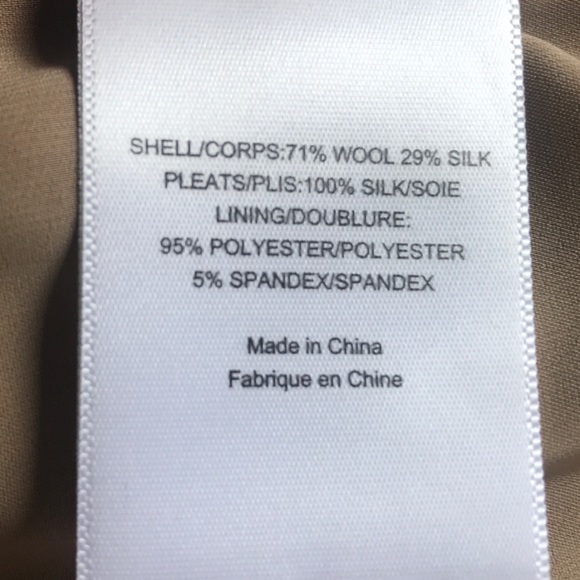 SHELL/CORPS:71% WOOL 29% SILK
PLEATS/PLIS:100% SILK/SOIE
LINING/DOUBLURE:
95% POLYESTER/POLYESTER
5% SPANDEX/SPANDEX
Made in China
Fabrique en Chine